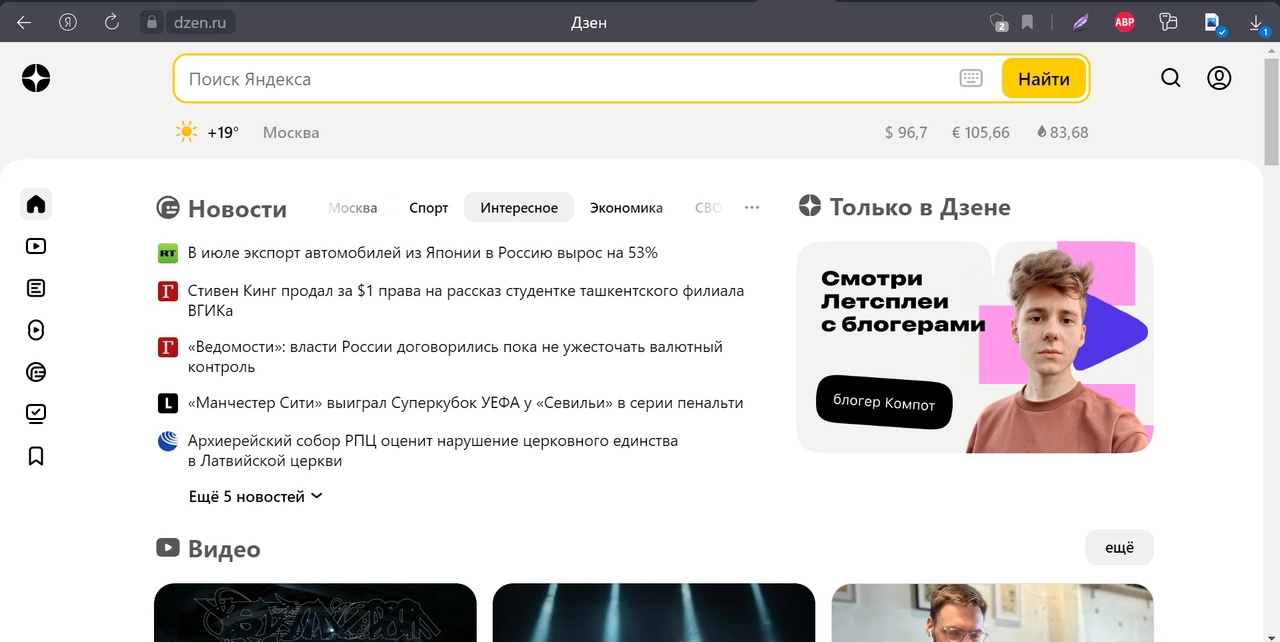 dzen.ru
Дзен
2
ABP
1
Поиск Яндекса
Найти
+19° Москва
$ 96,7 € 105,66 83,68
Новости
Москва Спорт Интересное Экономика СВО ...
Только в Дзене
RT В июле экспорт автомобилей из Японии в Россию вырос на 53%
Г Стивен Кинг продал за $1 права на рассказ студентке ташкентского филиала
ВГИКа
Г «Ведомости»: власти России договорились пока не ужесточать валютный
контроль
L «Манчестер Сити» выиграл Суперкубок УЕФА у «Севильи» в серии пенальти
Архиерейский собор РПЦ оценит нарушение церковного единства
в Латвийской церкви
Ещё 5 новостей
Смотри
Летсплеи
с блогерами
блогер Компот
Видео
ещё